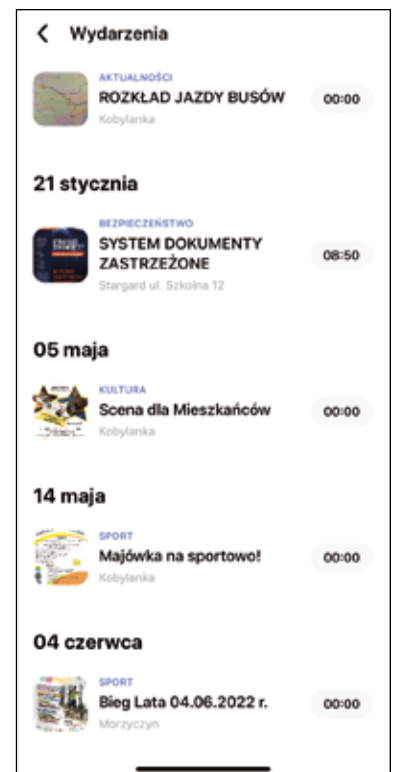 Wydarzenia
AKTUALNOŚCI
ROZKŁAD JAZDY BUSÓW
00:00
Kobylanka
21 stycznia
BEZPIECZEŃSTWO
SYSTEM DOKUMENTY
ZASTRZEŻONE
08:50
Stargard ul. Szkolna 12
05 maja
KULTURA
Scena dla Mieszkańców
00:00
Kobylanka
14 maja
SPORT
Majówka na sportowo!
00:00
Kobylanka
04 czerwca
SPORT
Bieg Lata 04.06.2022 r.
00:00
Morzyczyn